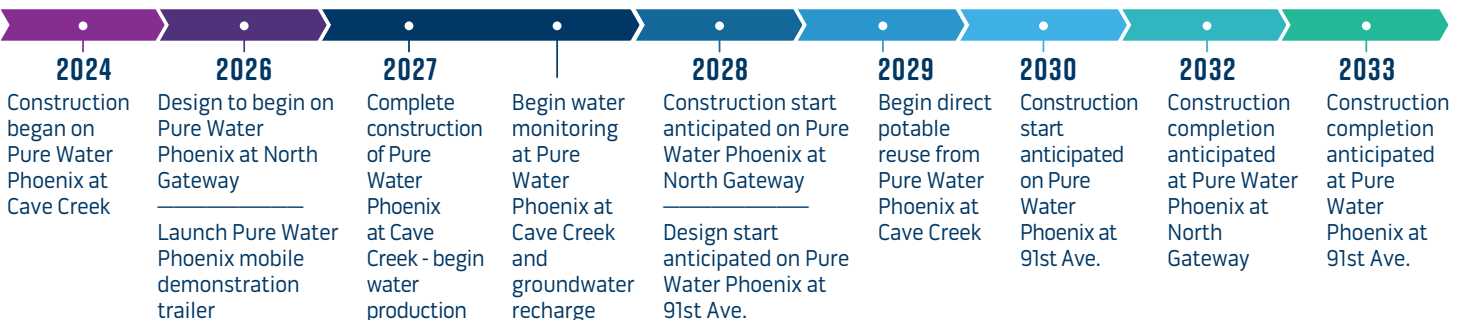 2024
Construction
began on
Pure Water
Phoenix at
Cave Creek
2026
Design to begin on
Pure Water
Phoenix at North
Gateway
Launch Pure Water
Phoenix mobile
demonstration
trailer
2027
Complete
construction
of Pure
Water
Phoenix
at Cave
Creek - begin
water
production
Begin water
monitoring
at Pure
Water
Phoenix at
Cave Creek
and
groundwater
recharge
2028
Construction start
anticipated on Pure
Water Phoenix at
North Gateway
Design start
anticipated on Pure
Water Phoenix at
91st Ave.
2029
Begin direct
potable
reuse from
Pure Water
Phoenix at
Cave Creek
2030
Construction
start
anticipated
on Pure
Water
Phoenix at
91st Ave.
2032
Construction
completion
anticipated
at Pure Water
Phoenix at
North
Gateway
2033
Construction
completion
anticipated
at Pure
Water
Phoenix at
91st Ave.